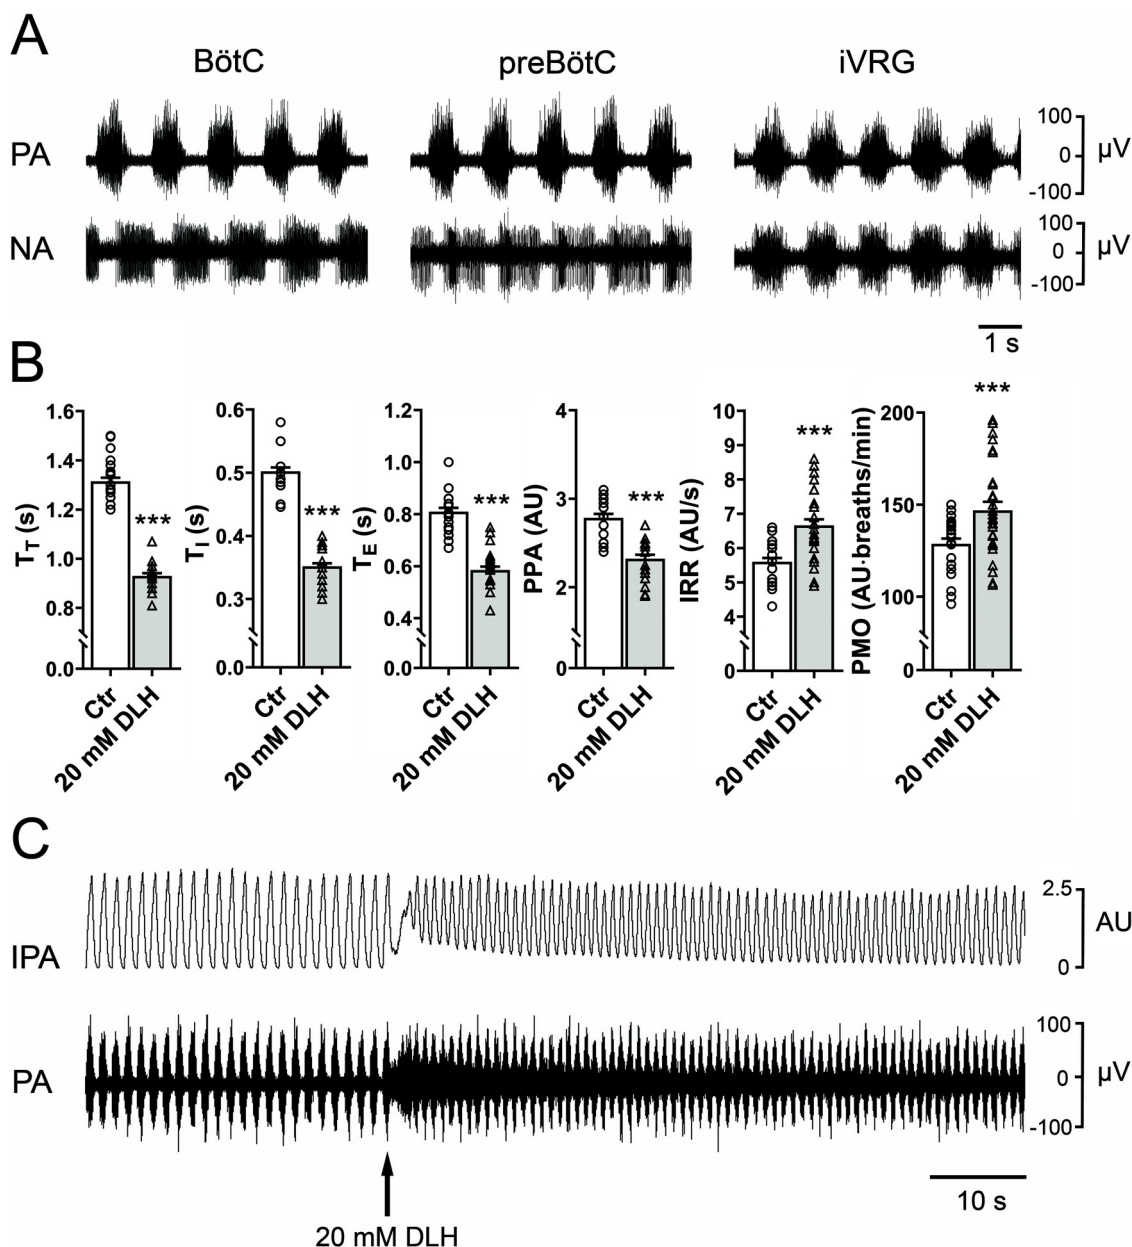 A
BötC preBötC iVRG
PA
100
0
-100
µV
NA
100
0
-100
µV
1 s
B
TT (s)
1.6
1.4
1.2
1.0
0.8
0.0
***
Ctr
20 mM DLH
TI (s)
0.6
0.5
0.4
0.3
0.0
***
Ctr
20 mM DLH
TE (s)
1.2
1.0
0.8
0.6
0.4
0.0
***
Ctr
20 mM DLH
PPA (AU)
4
3
2
0
***
Ctr
20 mM DLH
IRR (AU/s)
10
9
8
7
6
5
4
0
***
Ctr
20 mM DLH
PMO (AU·breaths/min)
200
150
100
0
***
Ctr
20 mM DLH
C
IPA
2.5
0
AU
PA
100
0
-100
µV
10 s
20 mM DLH